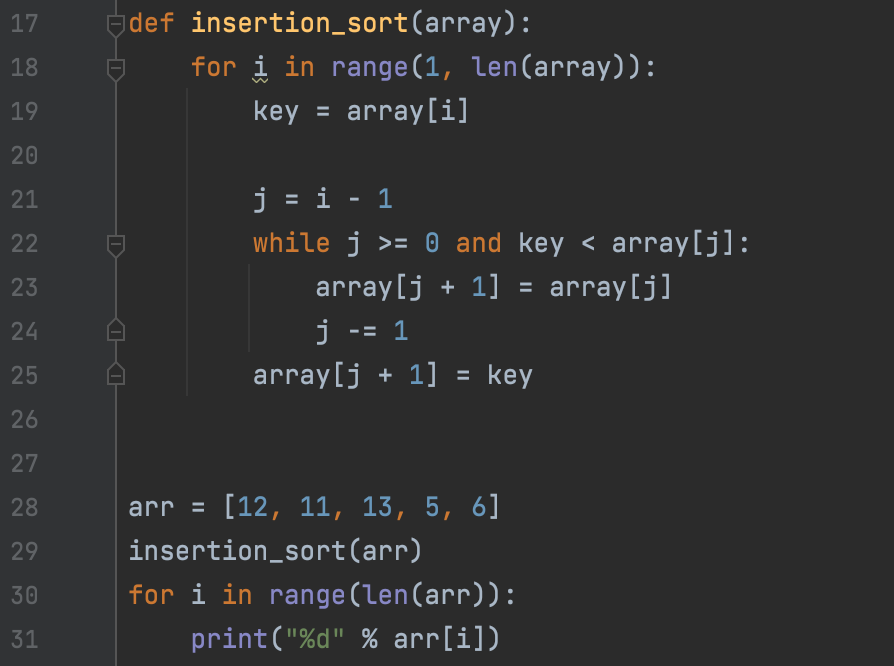 17 def insertion_sort(array):
18     for i in range(1, len(array)):
19         key = array[i]
20
21         j = i - 1
22         while j >= 0 and key < array[j]:
23             array[j + 1] = array[j]
24             j -= 1
25         array[j + 1] = key
26
27
28 arr = [12, 11, 13, 5, 6]
29 insertion_sort(arr)
30 for i in range(len(arr)):
31     print("%d" % arr[i])